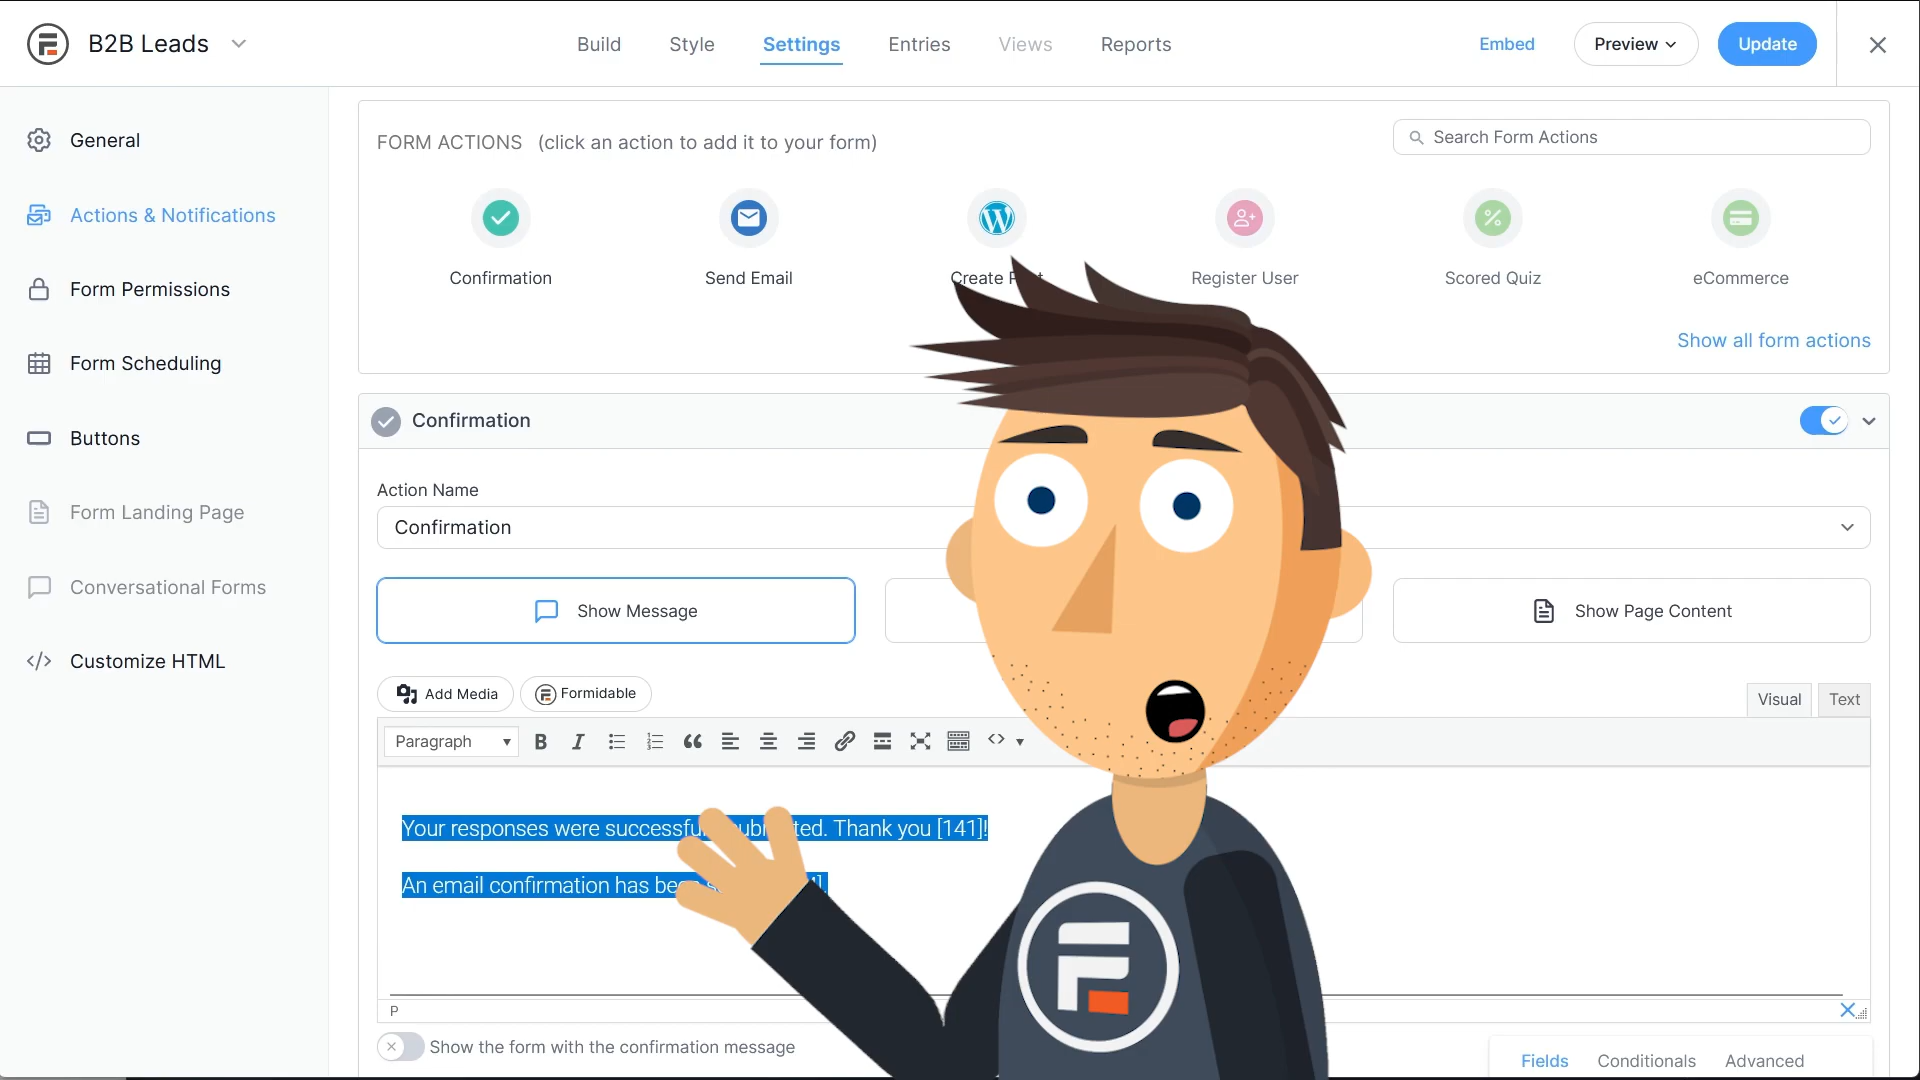 B2B Leads
Build Style Settings Entries Views Reports
Embed Preview Update
General
Actions & Notifications
Form Permissions
Form Scheduling
Buttons
Form Landing Page
Conversational Forms
Customize HTML
FORM ACTIONS (click an action to add it to your form)
Search Form Actions
Confirmation Send Email Create Register User Scored Quiz eCommerce
Show all form actions
Confirmation
Action Name
Confirmation
Show Message
Show Page Content
Add Media Formidable
Visual Text
Paragraph
Your responses were Thank you [141]!
An email confirmation has
P
Show the form with the confirmation message
Fields Conditionals Advanced